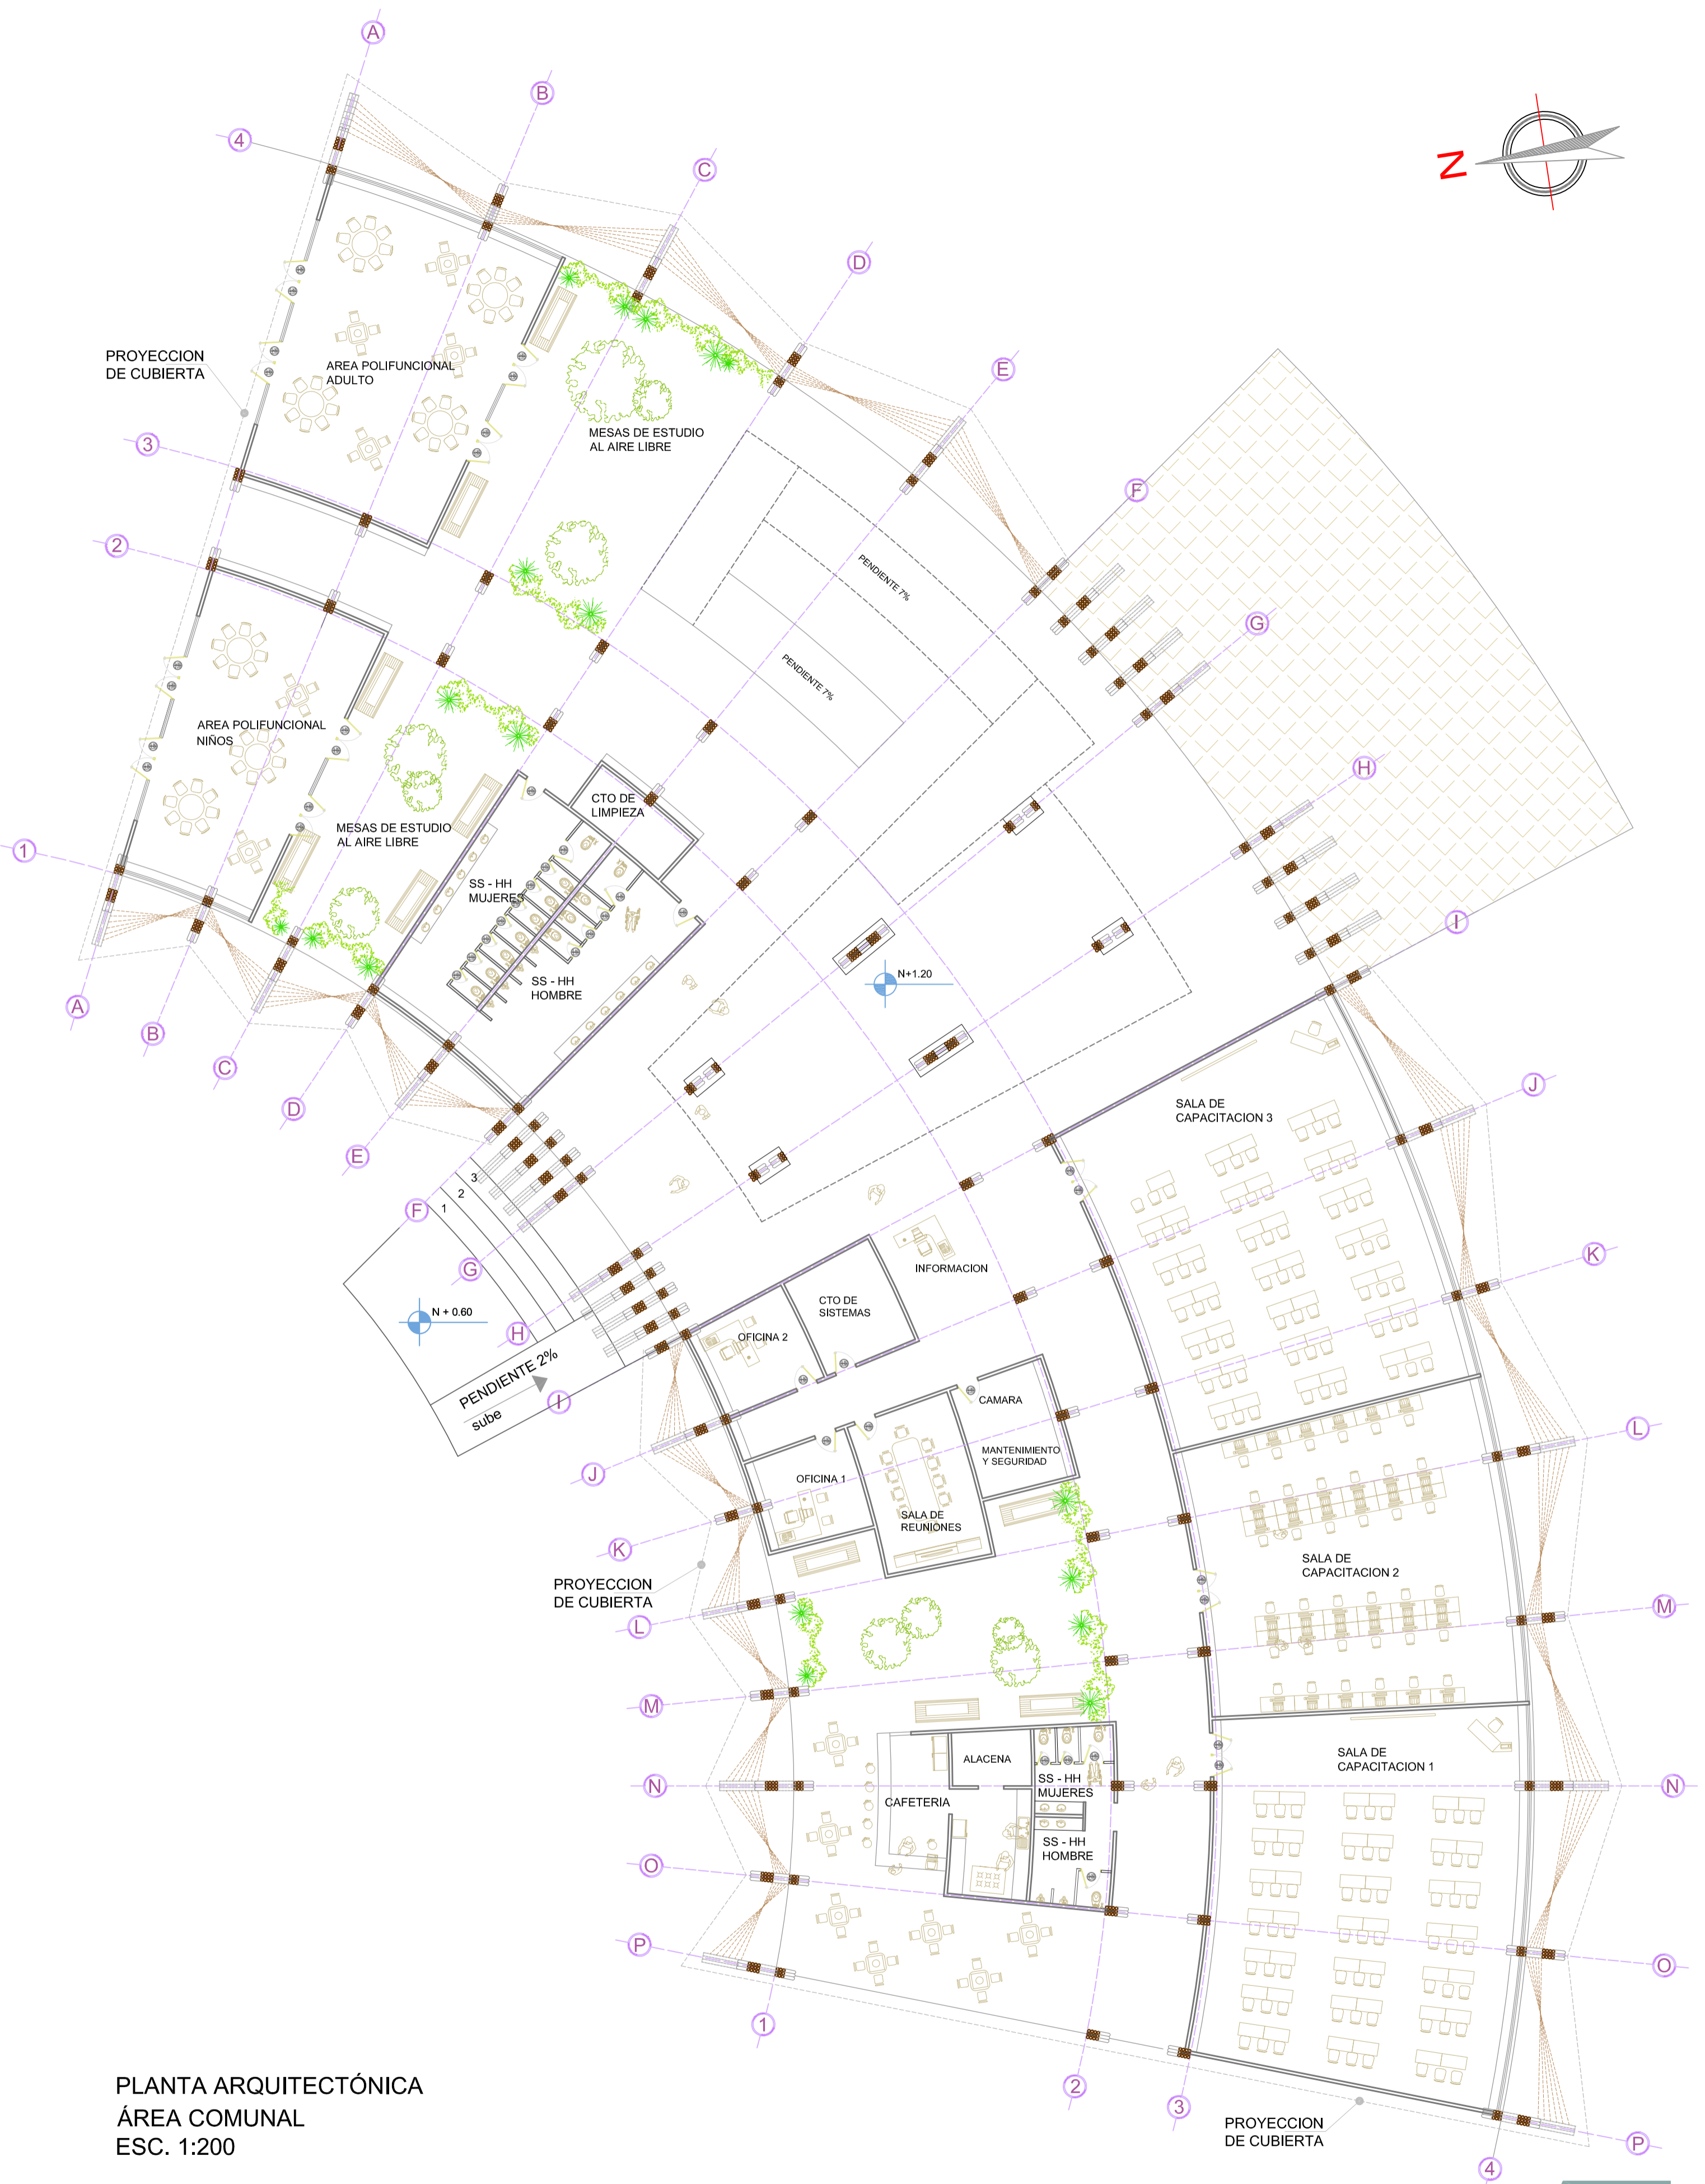 A
B
4
C
N
D
E
PROYECCION
DE CUBIERTA
AREA POLIFUNCIONAL
ADULTO
3
MESAS DE ESTUDIO
AL AIRE LIBRE
F
2
PENDIENTE 7%
G
PENDIENTE 7%
AREA POLIFUNCIONAL
NIÑOS
H
CTO DE
LIMPIEZA
MESAS DE ESTUDIO
AL AIRE LIBRE
1
SS - HH
MUJERES
I
N+1.20
SS - HH
HOMBRE
A
B
C
D
E
J
SALA DE
CAPACITACION 3
3
2
1
F
G
K
INFORMACION
CTO DE
SISTEMAS
N + 0.60
H
OFICINA 2
PENDIENTE 2%
sube
I
CAMARA
L
J
MANTENIMIENTO
Y SEGURIDAD
OFICINA 1
SALA DE
REUNIONES
K
SALA DE
CAPACITACION 2
PROYECCION
DE CUBIERTA
L
M
M
ALACENA
SALA DE
CAPACITACION 1
N
SS - HH
MUJERES
N
CAFETERIA
SS - HH
HOMBRE
O
P
O
1
2
3
PLANTA ARQUITECTÓNICA
ÁREA COMUNAL
ESC. 1:200
PROYECCION
DE CUBIERTA
P
4